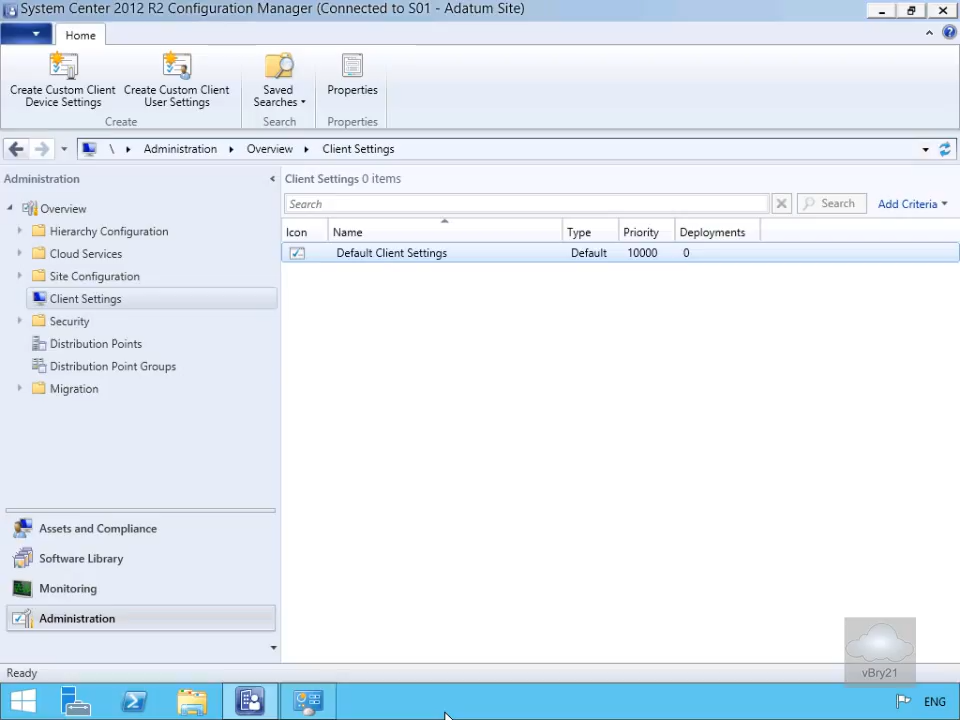 System Center 2012 R2 Configuration Manager (Connected to S01 - Adatum Site)
Home
Create Custom Client Device Settings
Create Custom Client User Settings
Saved Searches
Properties
Create
Search
Properties
\ Administration Overview Client Settings
Administration
Overview
Hierarchy Configuration
Cloud Services
Site Configuration
Client Settings
Security
Distribution Points
Distribution Point Groups
Migration
Assets and Compliance
Software Library
Monitoring
Administration
Client Settings 0 items
Search
Search
Add Criteria
Icon Name Type Priority Deployments
Default Client Settings Default 10000 0
vBry21
Ready
ENG